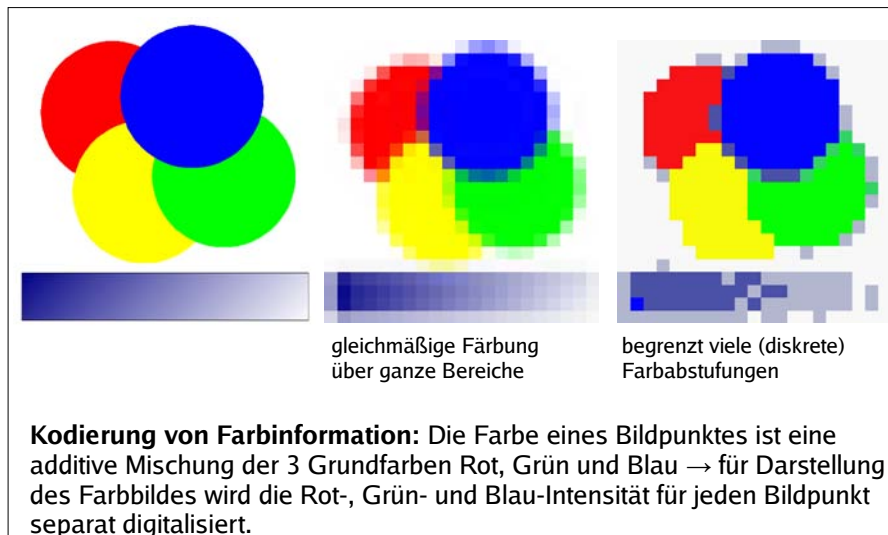 gleichmäßige Färbung
über ganze Bereiche
begrenzt viele (diskrete)
Farbabstufungen
Kodierung von Farbinformation: Die Farbe eines Bildpunktes ist eine
additive Mischung der 3 Grundfarben Rot, Grün und Blau → für Darstellung
des Farbbildes wird die Rot-, Grün- und Blau-Intensität für jeden Bildpunkt
separat digitalisiert.